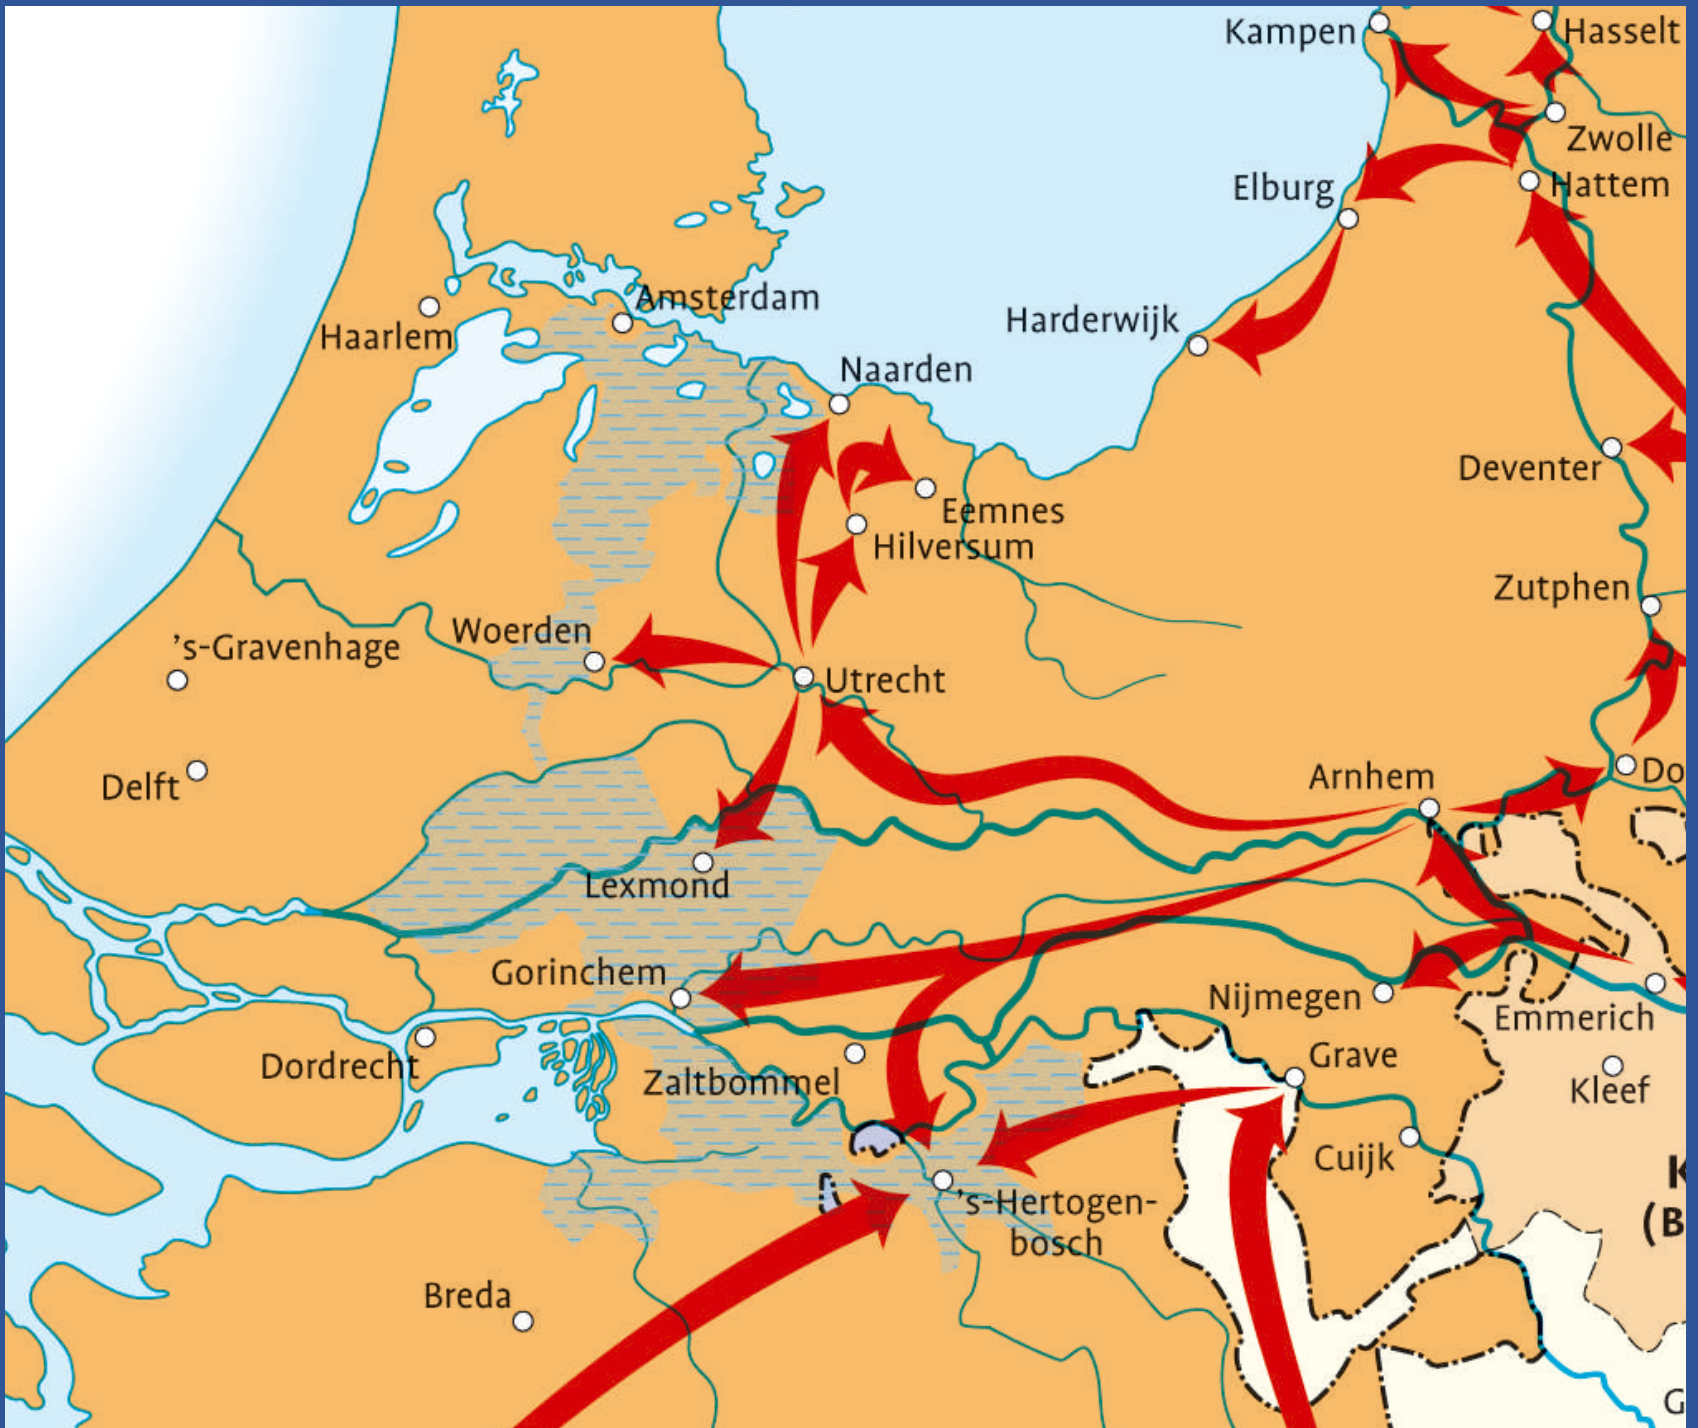 Kampen
Hasselt
Zwolle
Hattem
Elburg
Amsterdam
Haarlem
Harderwijk
Naarden
Deventer
Eemnes
Hilversum
Zutphen
Woerden
's-Gravenhage
Utrecht
Arnhem
Do
Delft
Lexmond
Gorinchem
Nijmegen
Emmerich
Dordrecht
Grave
Zaltbommel
Kleef
Cuijk
K
(B
's-Hertogen-
bosch
Breda
G